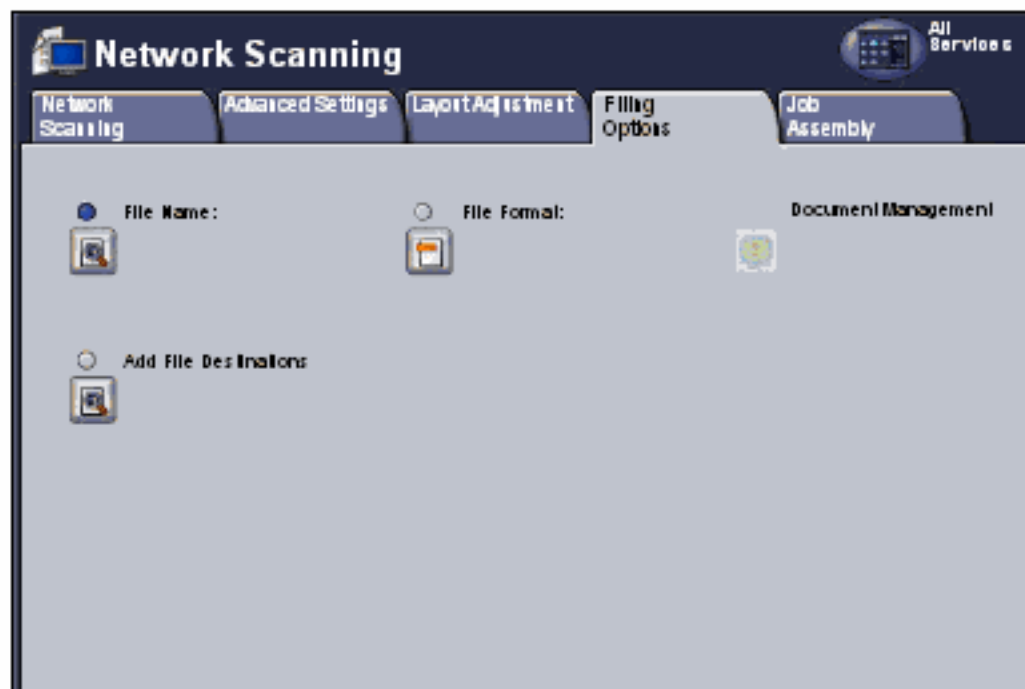 Network Scanning
All
Services
Network
Scanning
Advanced Settings
Layout Adjustment
Filing
Options
Job
Assembly
File Name:
File Format:
Document Management
Add File Destinations